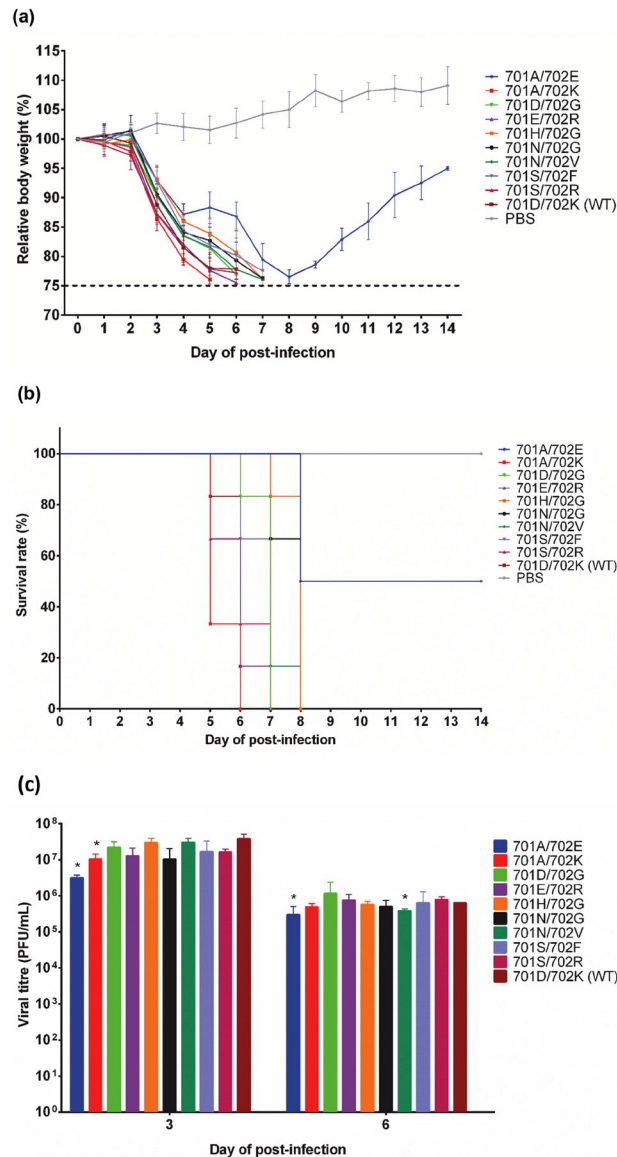 (a)
115
110
105
100
95
90
85
80
75
70
Relative body weight (%)
0 1 2 3 4 5 6 7 8 9 10 11 12 13 14
Day of post-infection
701A/702E
701A/702K
701D/702G
701E/702R
701H/702G
701N/702G
701N/702V
701S/702F
701S/702R
701D/702K (WT)
PBS
(b)
100
80
60
40
20
0
Survival rate (%)
0 1 2 3 4 5 6 7 8 9 10 11 12 13 14
Day of post-infection
701A/702E
701A/702K
701D/702G
701E/702R
701H/702G
701N/702G
701N/702V
701S/702F
701S/702R
701D/702K (WT)
PBS
(c)
10⁸
10⁷
10⁶
10⁵
10⁴
10³
10²
10¹
10⁰
Viral titre (PFU/mL)
* * * *
3 6
Day of post-infection
701A/702E
701A/702K
701D/702G
701E/702R
701H/702G
701N/702G
701N/702V
701S/702F
701S/702R
701D/702K (WT)